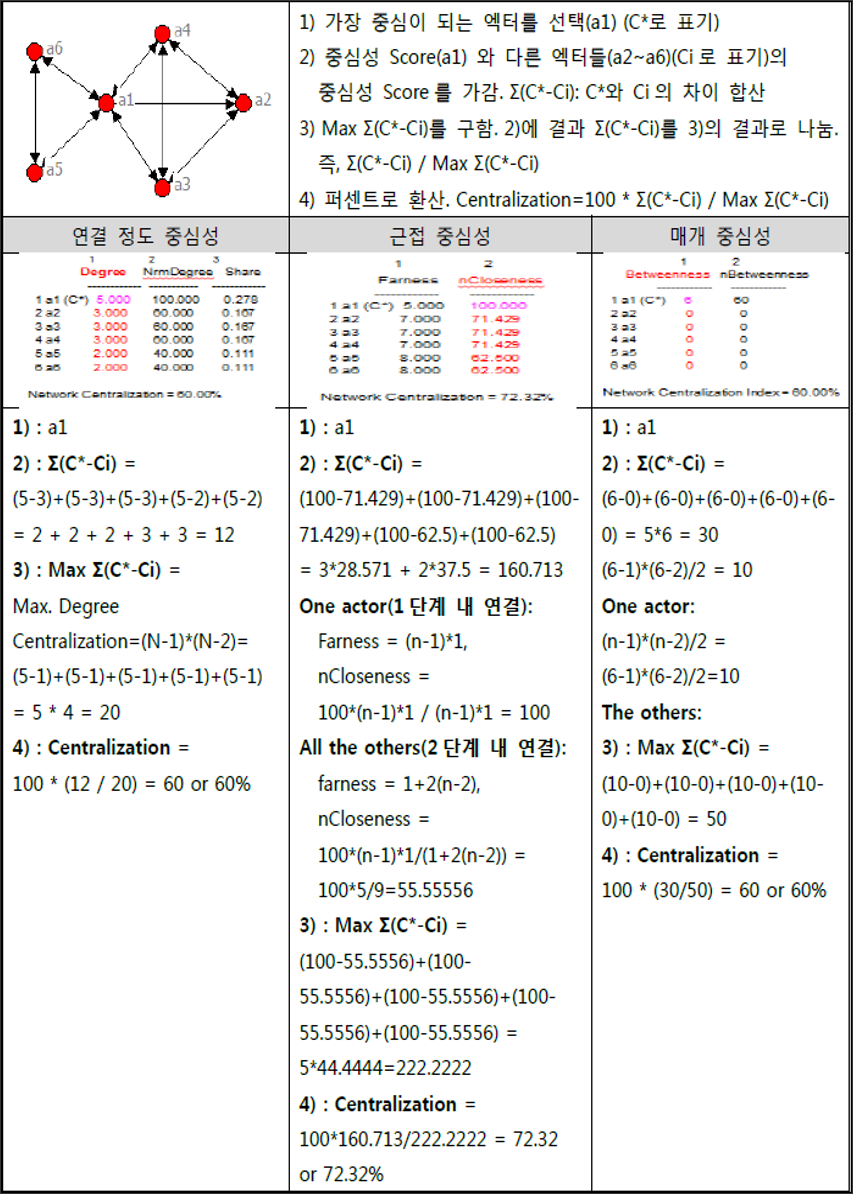 a6
a4
a1
a2
a5
a3
1) 가장 중심이 되는 엑터를 선택(a1) (C*로 표기)
2) 중심성 Score(a1) 와 다른 엑터들(a2~a6)(Ci 로 표기)의
중심성 Score 를 가감. Σ(C*-Ci): C*와 Ci 의 차이 합산
3) Max Σ(C*-Ci)를 구함. 2)에 결과 Σ(C*-Ci)를 3)의 결과로 나눔.
즉, Σ(C*-Ci) / Max Σ(C*-Ci)
4) 퍼센트로 환산. Centralization=100 * Σ(C*-Ci) / Max Σ(C*-Ci)
연결 정도 중심성
1 2 3
Degree NrmDegree Share
------------ ------------ ------------
1 a1 (C*) 5.000 100.000 0.278
2 a2 3.000 60.000 0.167
3 a3 3.000 60.000 0.167
4 a4 3.000 60.000 0.167
5 a5 2.000 40.000 0.111
6 a6 2.000 40.000 0.111
Network Centralization = 60.00%
1) : a1
2) : Σ(C*-Ci) =
(5-3)+(5-3)+(5-3)+(5-2)+(5-2)
= 2 + 2 + 2 + 3 + 3 = 12
3) : Max Σ(C*-Ci) =
Max. Degree
Centralization=(N-1)*(N-2)=
(5-1)+(5-1)+(5-1)+(5-1)+(5-1)
= 5 * 4 = 20
4) : Centralization =
100 * (12 / 20) = 60 or 60%
근접 중심성
1 2
Farness nCloseness
------------ ------------
1 a1 (C*) 5.000 100.000
2 a2 7.000 71.429
3 a3 7.000 71.429
4 a4 7.000 71.429
5 a5 8.000 62.500
6 a6 8.000 62.500
Network Centralization = 72.32%
1) : a1
2) : Σ(C*-Ci) =
(100-71.429)+(100-71.429)+(100-
71.429)+(100-62.5)+(100-62.5)
= 3*28.571 + 2*37.5 = 160.713
One actor(1 단계 내 연결):
Farness = (n-1)*1,
nCloseness =
100*(n-1)*1 / (n-1)*1 = 100
All the others(2 단계 내 연결):
farness = 1+2(n-2),
nCloseness =
100*(n-1)*1/(1+2(n-2)) =
100*5/9=55.55556
3) : Max Σ(C*-Ci) =
(100-55.5556)+(100-
55.5556)+(100-55.5556)+(100-
55.5556)+(100-55.5556) =
5*44.4444=222.2222
4) : Centralization =
100*160.713/222.2222 = 72.32
or 72.32%
매개 중심성
1 2
Betweenness nBetweenness
------------ ------------
1 a1 (C*) 6 60
2 a2 0 0
3 a3 0 0
4 a4 0 0
5 a5 0 0
6 a6 0 0
Network Centralization Index = 60.00%
1) : a1
2) : Σ(C*-Ci) =
(6-0)+(6-0)+(6-0)+(6-0)+(6-
0) = 5*6 = 30
(6-1)*(6-2)/2 = 10
One actor:
(n-1)*(n-2)/2 =
(6-1)*(6-2)/2=10
The others:
3) : Max Σ(C*-Ci) =
(10-0)+(10-0)+(10-0)+(10-
0)+(10-0) = 50
4) : Centralization =
100 * (30/50) = 60 or 60%